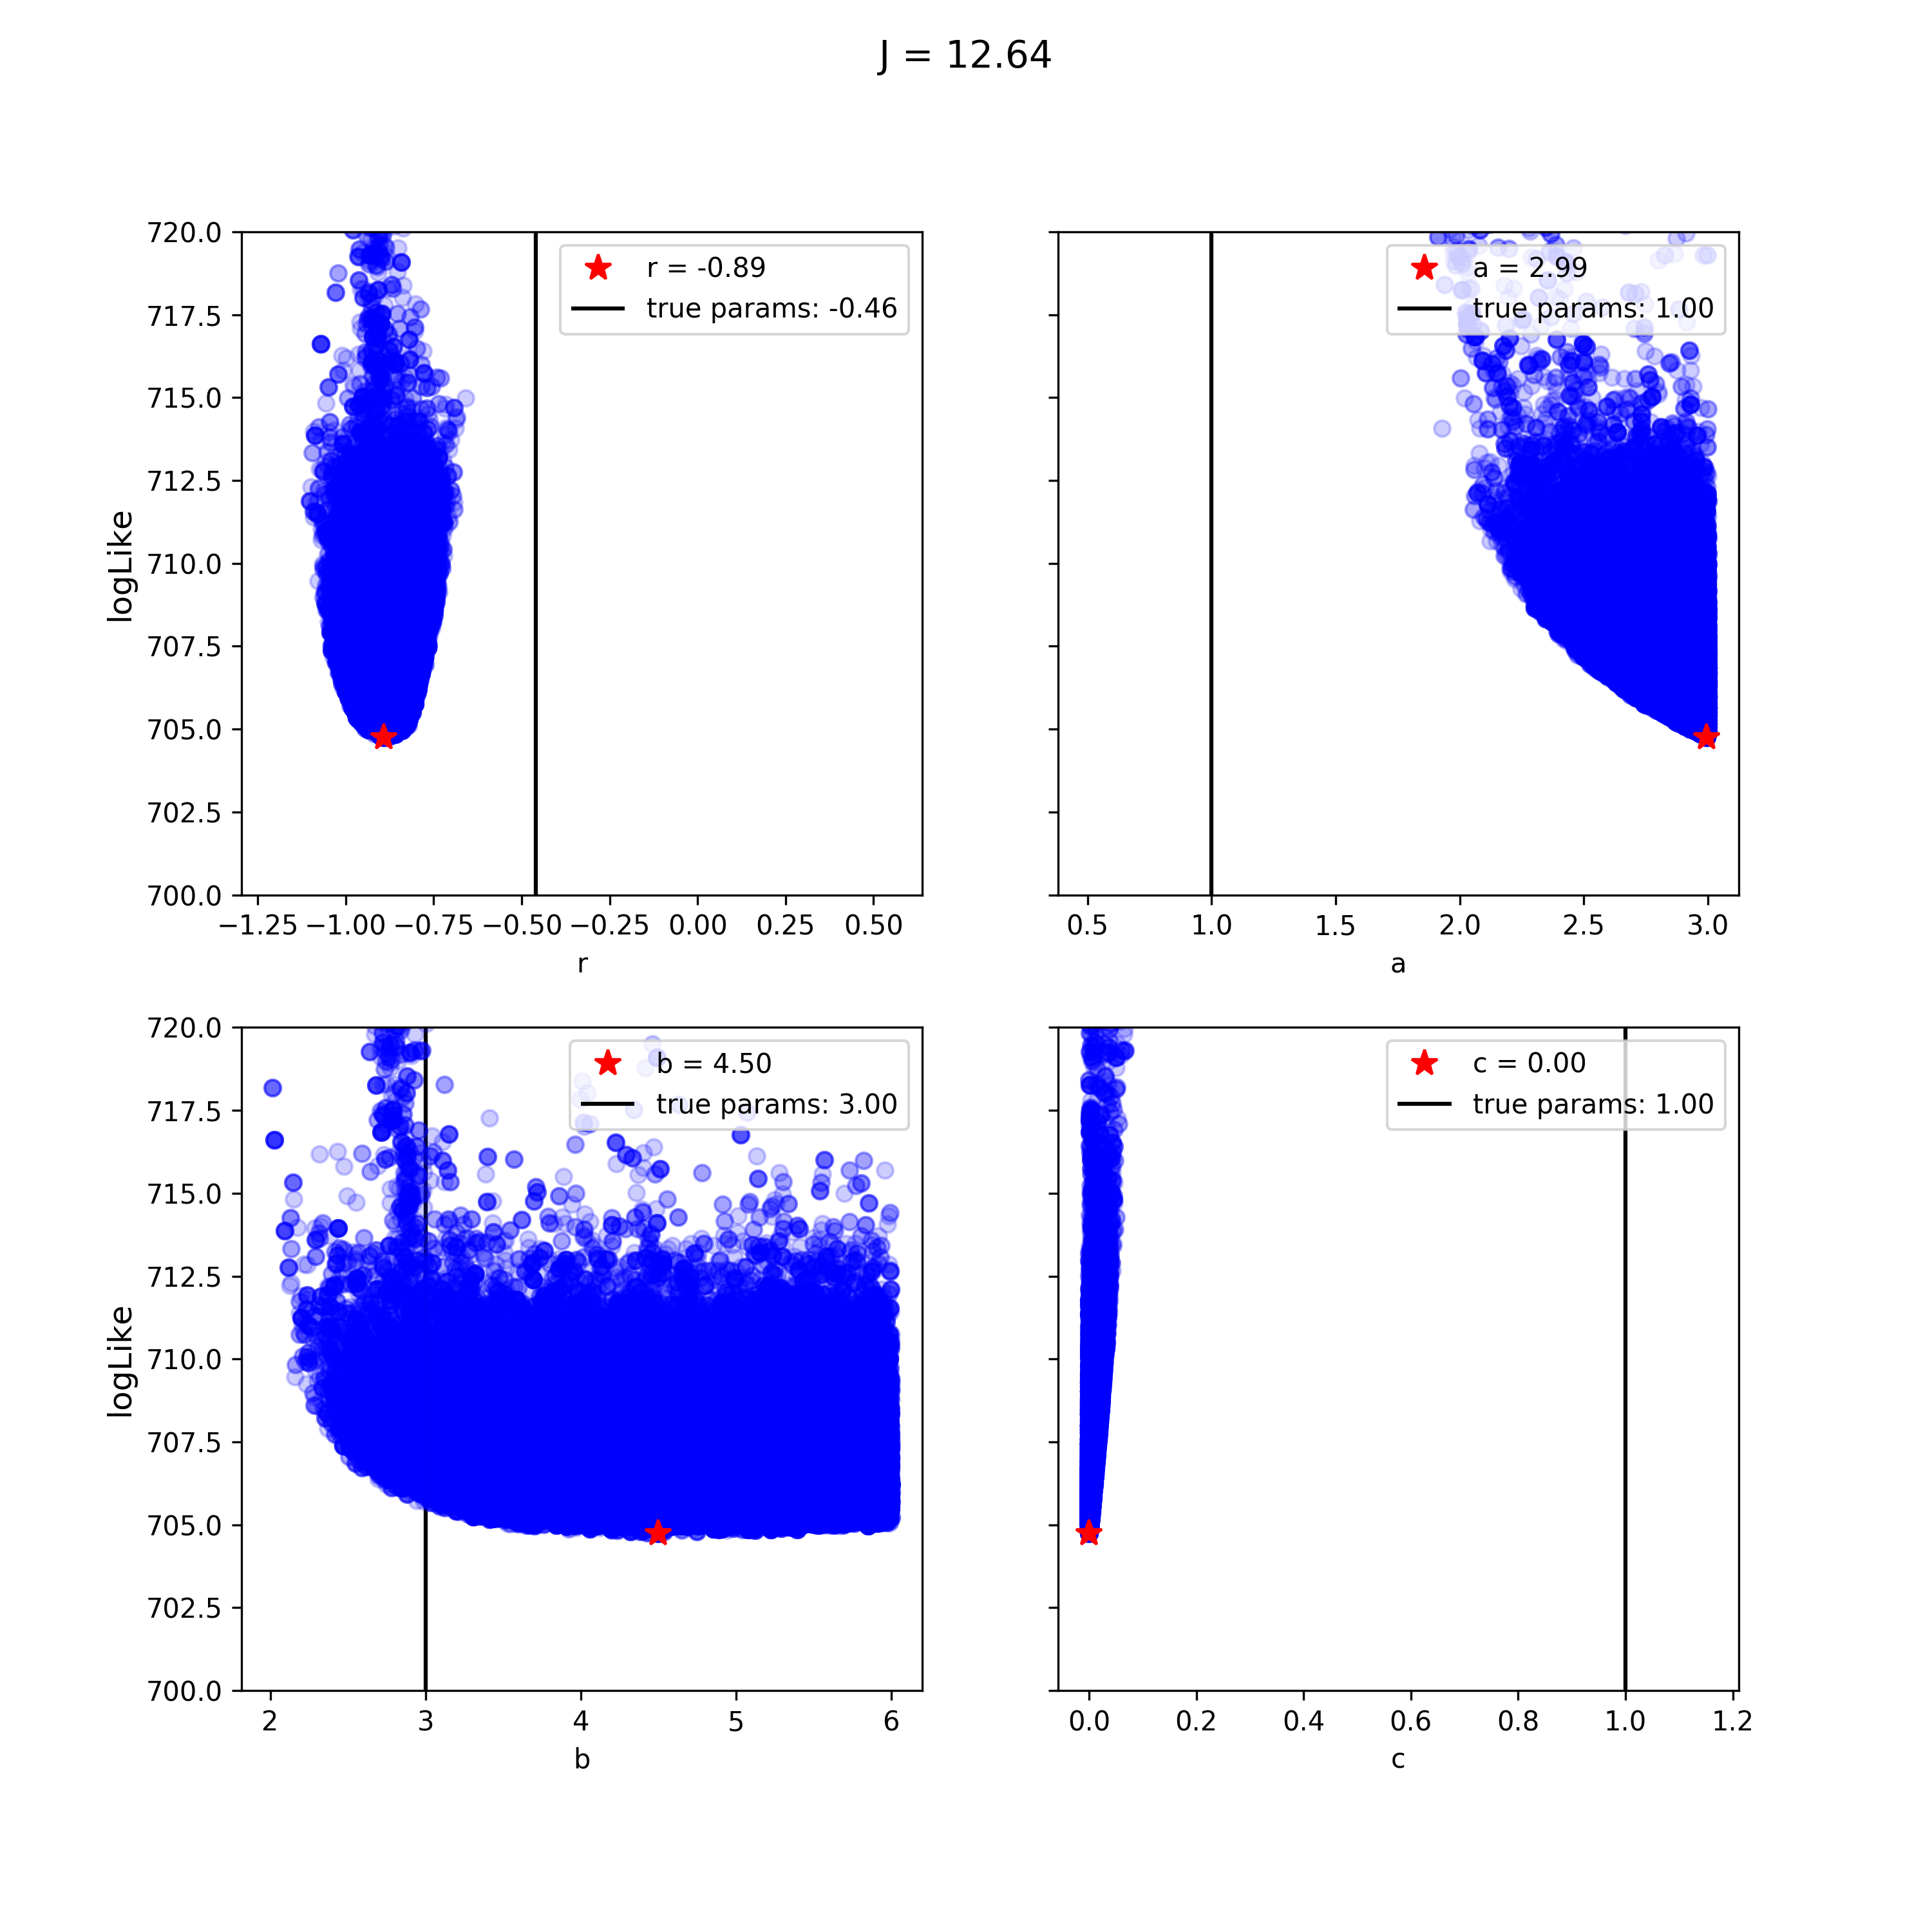 J = 12.64
720.0
717.5
715.0
712.5
710.0
707.5
705.0
702.5
700.0
logLike
r = -0.89
true params: -0.46
−1.25 −1.00 −0.75 −0.50 −0.25 0.00 0.25 0.50
r
a = 2.99
true params: 1.00
0.5 1.0 1.5 2.0 2.5 3.0
a
720.0
717.5
715.0
712.5
710.0
707.5
705.0
702.5
700.0
logLike
b = 4.50
true params: 3.00
2 3 4 5 6
b
c = 0.00
true params: 1.00
0.0 0.2 0.4 0.6 0.8 1.0 1.2
c